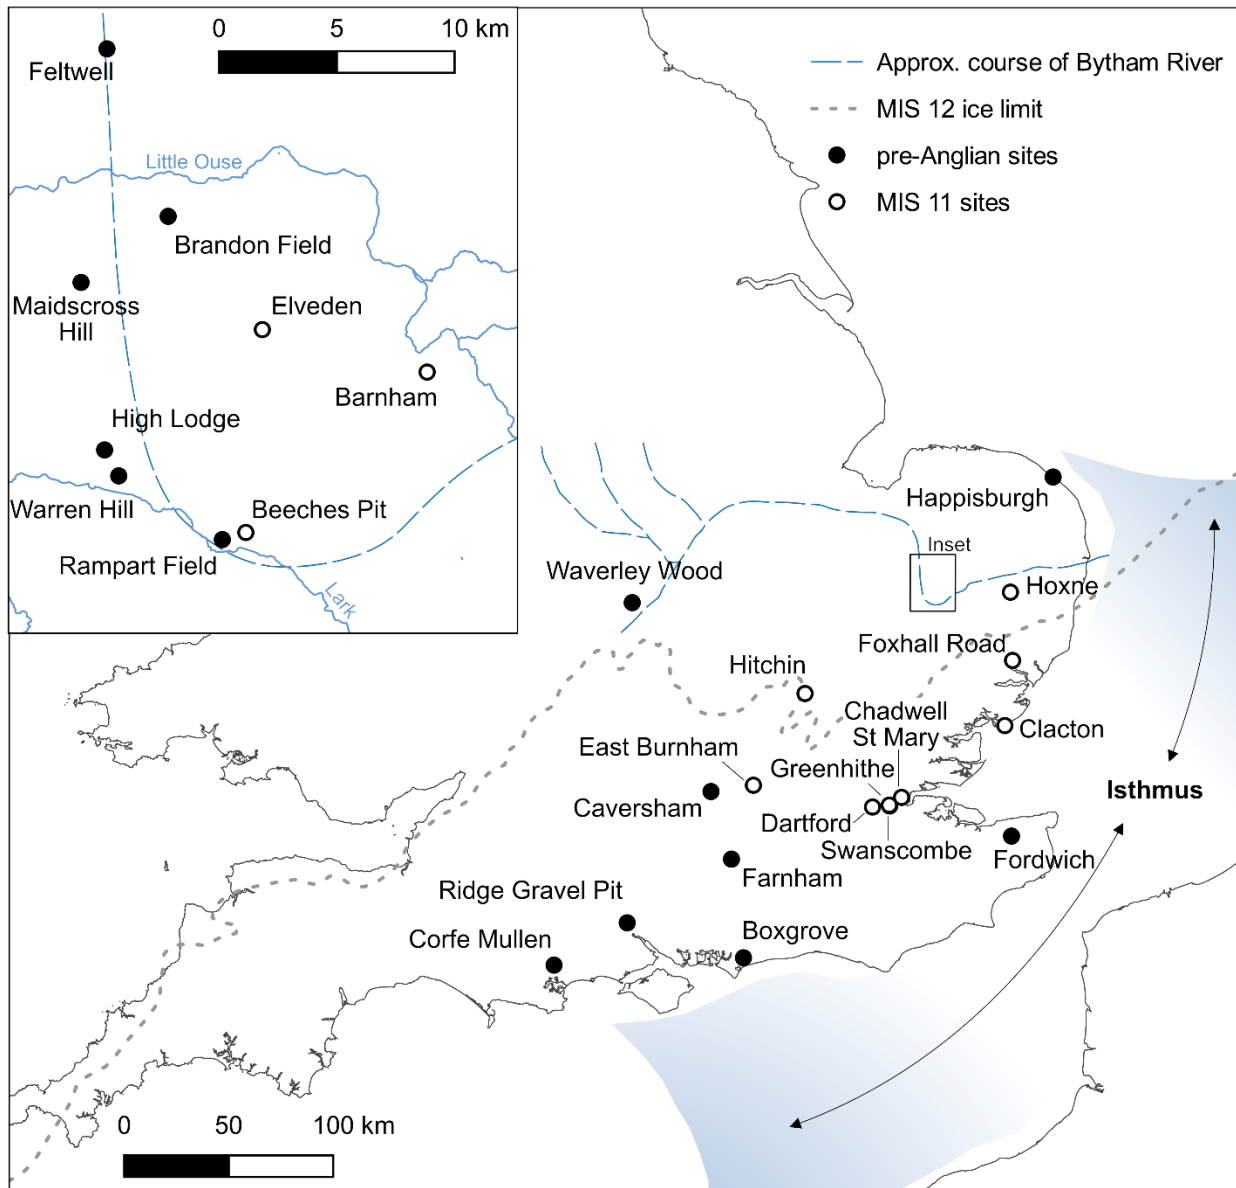 0 5 10 km
Feltwell
Little Ouse
Brandon Field
Maidscross
Hill
Elveden
Barnham
High Lodge
Warren Hill
Beeches Pit
Rampart Field
Lark
Approx. course of Bytham River
MIS 12 ice limit
pre-Anglian sites
MIS 11 sites
Happisburgh
Inset
Waverley Wood
Hoxne
Foxhall Road
Hitchin
Chadwell
St Mary
Clacton
East Burnham
Greenhithe
Caversham
Isthmus
Dartford
Swanscombe
Fordwich
Farnham
Ridge Gravel Pit
Corfe Mullen
Boxgrove
0 50 100 km